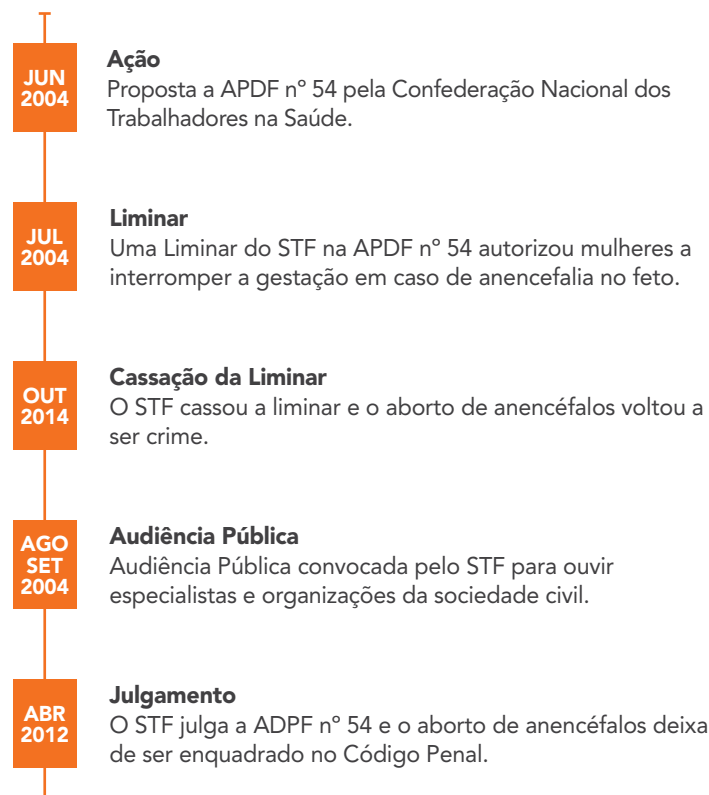 JUN
2004
Ação
Proposta a APDF nº 54 pela Confederação Nacional dos
Trabalhadores na Saúde.
JUL
2004
Liminar
Uma Liminar do STF na APDF nº 54 autorizou mulheres a
interromper a gestação em caso de anencefalia no feto.
OUT
2014
Cassação da Liminar
O STF cassou a liminar e o aborto de anencéfalos voltou a
ser crime.
AGO
SET
2004
Audiência Pública
Audiência Pública convocada pelo STF para ouvir
especialistas e organizações da sociedade civil.
ABR
2012
Julgamento
O STF julga a ADPF nº 54 e o aborto de anencéfalos deixa
de ser enquadrado no Código Penal.